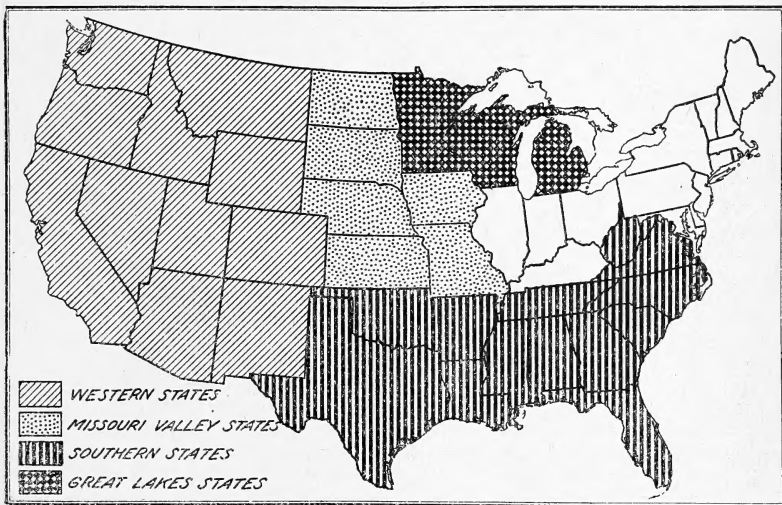 WESTERN STATES
MISSOURI VALLEY STATES
SOUTHERN STATES
GREAT LAKES STATES